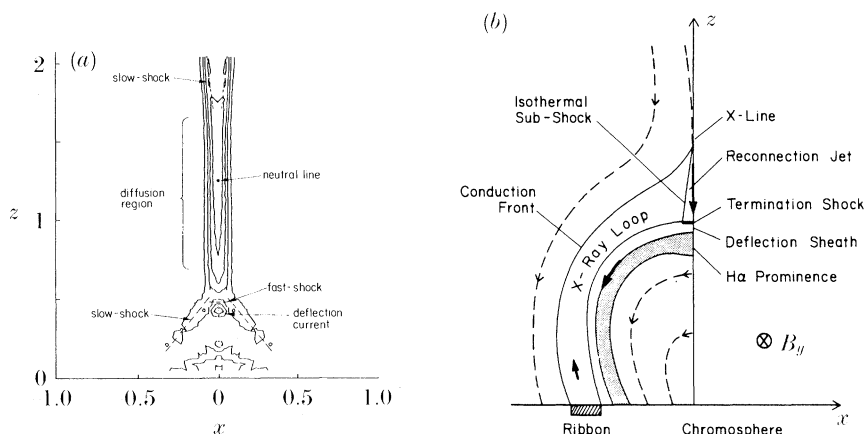 (a)
2
slow-shock
diffusion
region
neutral line
z
1
fast-shock
slow-shock
deflection
current
0
1.0 0.5 0 0.5 1.0
x
(b)
z
Isothermal
Sub-Shock
X-Line
Reconnection Jet
Conduction
Front
Termination Shock
X-Ray Loop
Deflection Sheath
Hα Prominence
⊗ By
Ribbon
Chromosphere
x